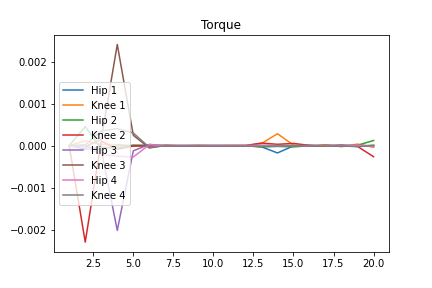 Torque
0.002
0.001
0.000
−0.001
−0.002
Hip 1
Knee 1
Hip 2
Knee 2
Hip 3
Knee 3
Hip 4
Knee 4
2.5 5.0 7.5 10.0 12.5 15.0 17.5 20.0